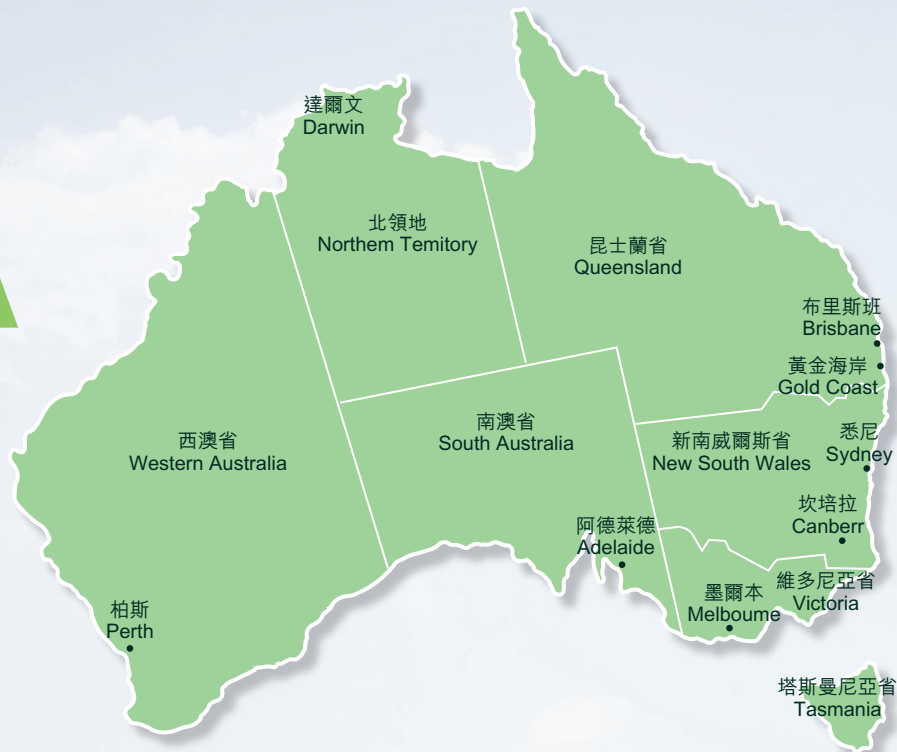 達爾文
Darwin
北領地
Northem Temitory
昆士蘭省
Queensland
布里斯班
Brisbane
黃金海岸
Gold Coast
西澳省
Western Australia
南澳省
South Australia
新南威爾斯省
New South Wales
悉尼
Sydney
坎培拉
Canberr
阿德萊德
Adelaide
墨爾本
Melboume
維多尼亞省
Victoria
柏斯
Perth
塔斯曼尼亞省
Tasmania